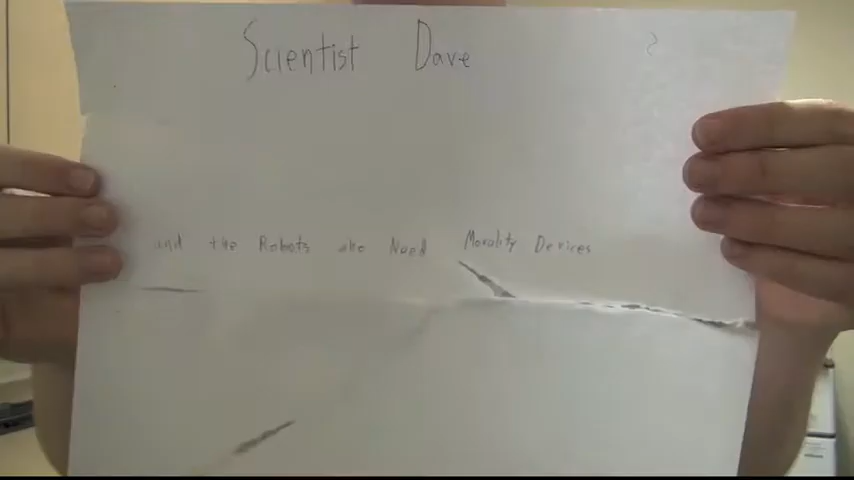 Scientist Dave
and the Robots who Need Morality Devices